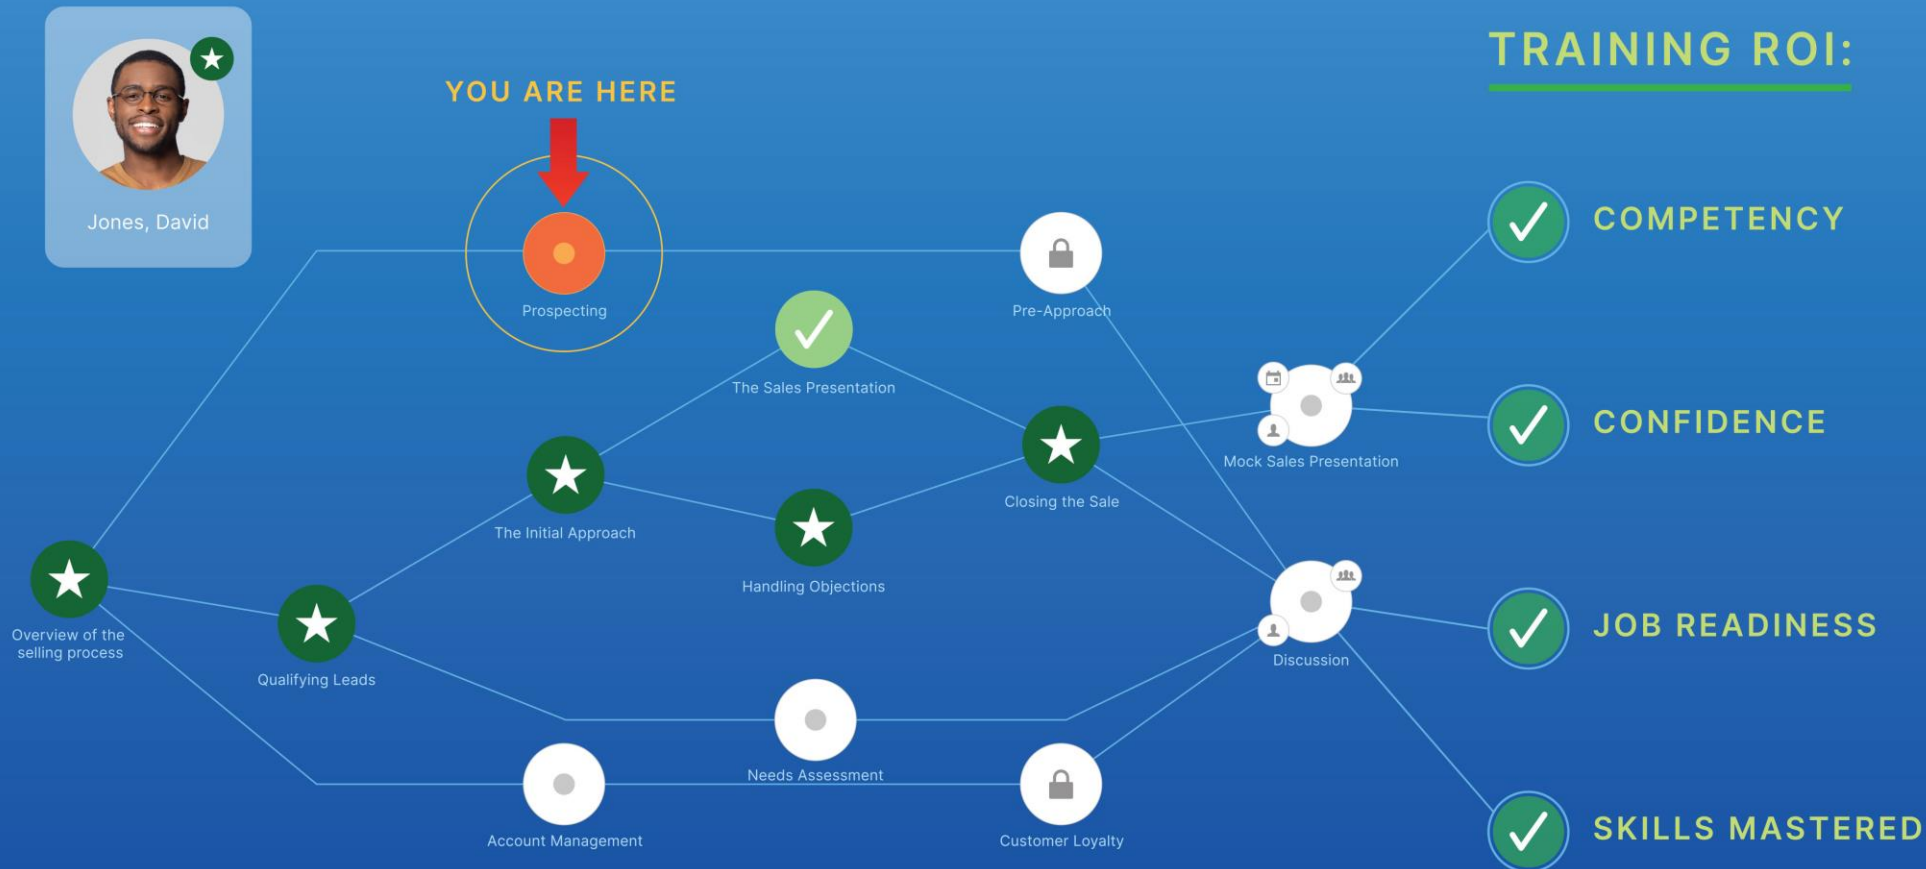 TRAINING ROI:
YOU ARE HERE
Jones, David
COMPETENCY
Prospecting
Pre-Approach
The Sales Presentation
CONFIDENCE
Mock Sales Presentation
Closing the Sale
The Initial Approach
Handling Objections
JOB READINESS
Overview of the
selling process
Discussion
Qualifying Leads
Needs Assessment
SKILLS MASTERED
Account Management
Customer Loyalty